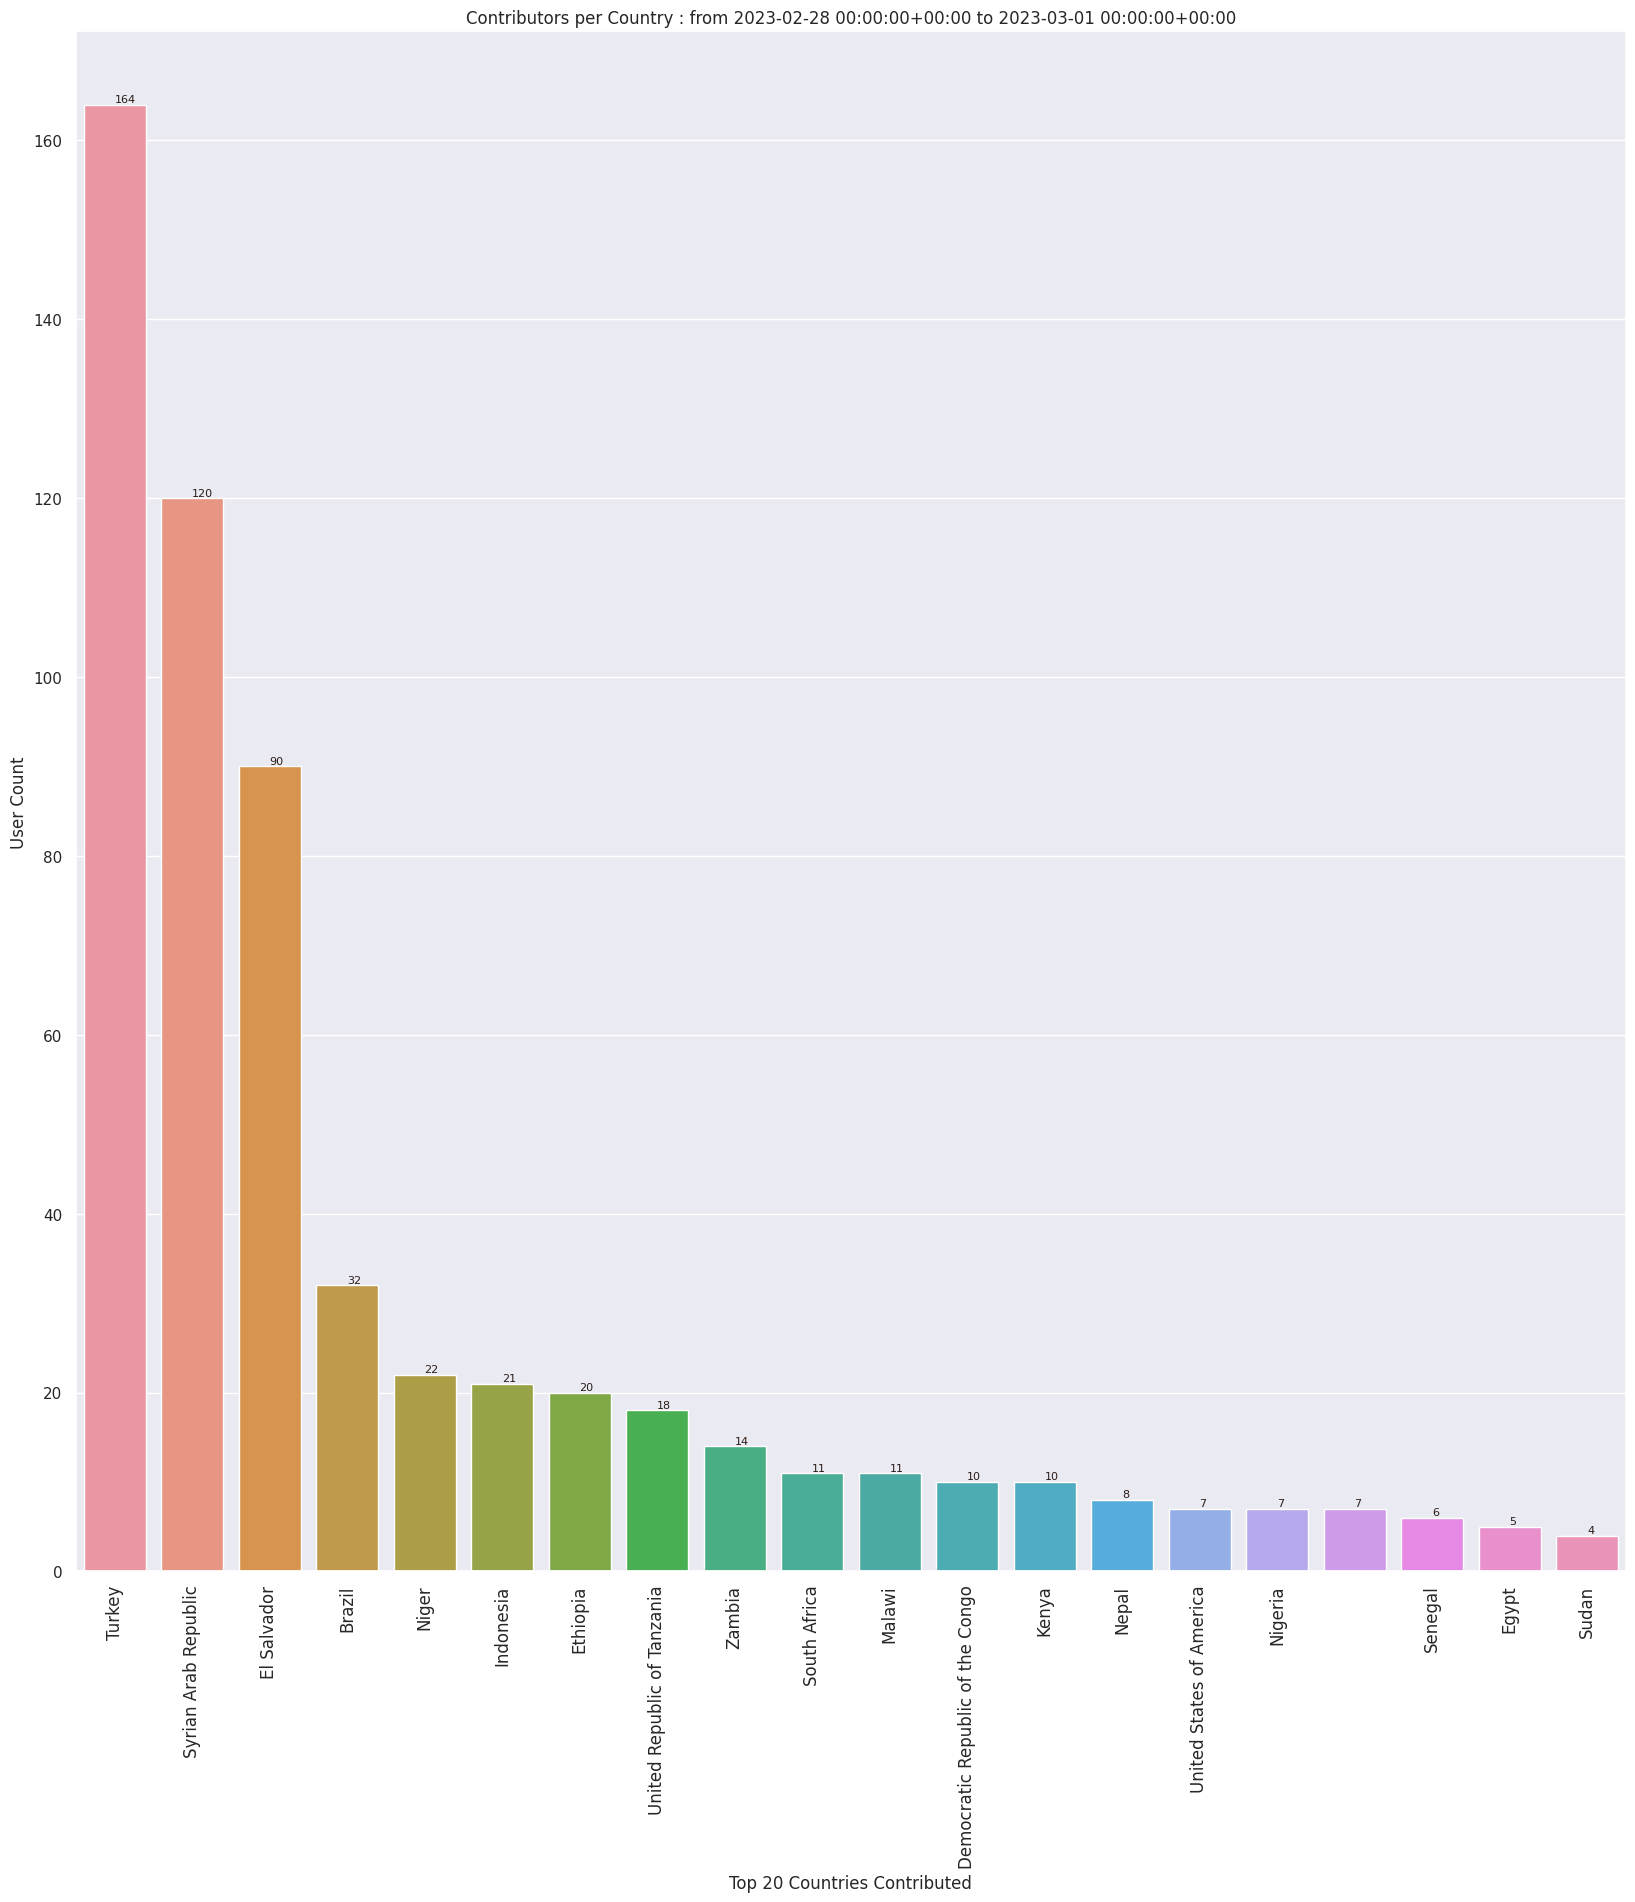 Contributors per Country : from 2023-02-28 00:00:00+00:00 to 2023-03-01 00:00:00+00:00
User Count
160
140
120
100
80
60
40
20
0
164
120
90
32
22
21
20
18
14
11
11
10
10
8
7
7
7
6
5
4
Turkey
Syrian Arab Republic
El Salvador
Brazil
Niger
Indonesia
Ethiopia
United Republic of Tanzania
Zambia
South Africa
Malawi
Democratic Republic of the Congo
Kenya
Nepal
United States of America
Nigeria
Senegal
Egypt
Sudan
Top 20 Countries Contributed